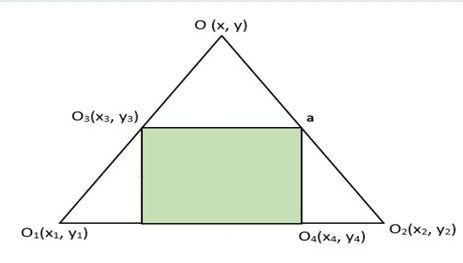 O (x, y)
O₃(x₃, y₃)
a
O₁(x₁, y₁)
O₄(x₄, y₄)
O₂(x₂, y₂)